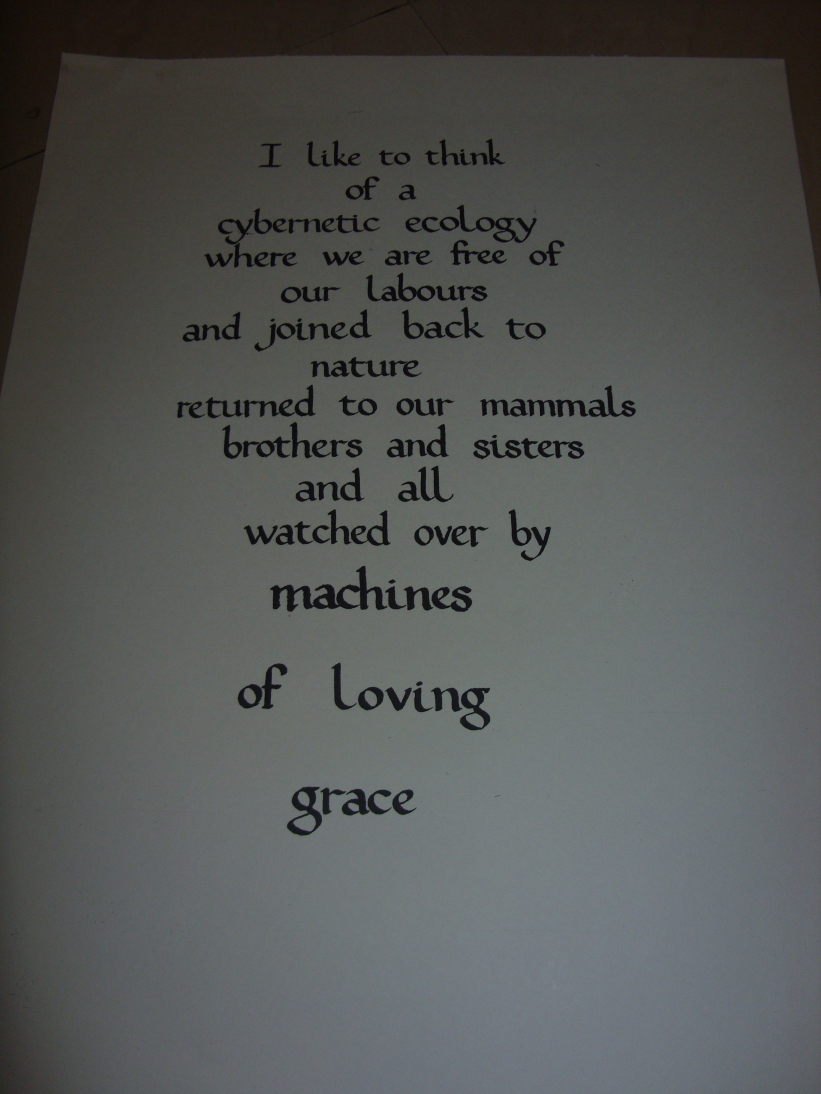 I like to think
of a
cybernetic ecology
where we are free of
our labours
and joined back to
nature
returned to our mammals
brothers and sisters
and all
watched over by
machines
of loving
grace